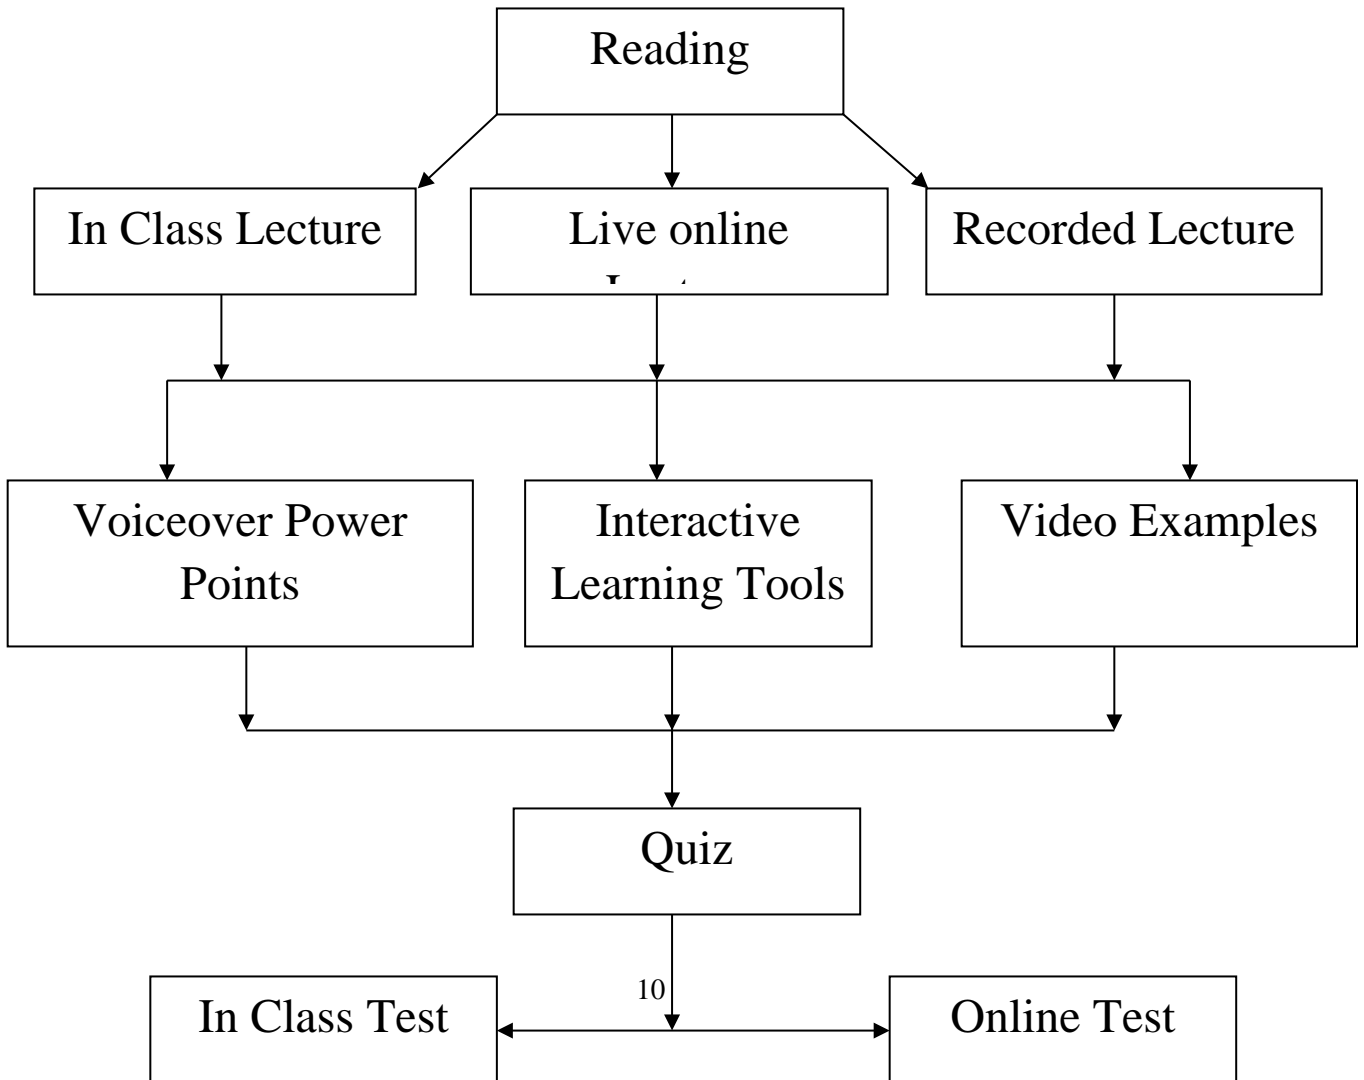 Reading
In Class Lecture
Live online
Recorded Lecture
Voiceover Power
Points
Interactive
Learning Tools
Video Examples
Quiz
10
In Class Test
Online Test